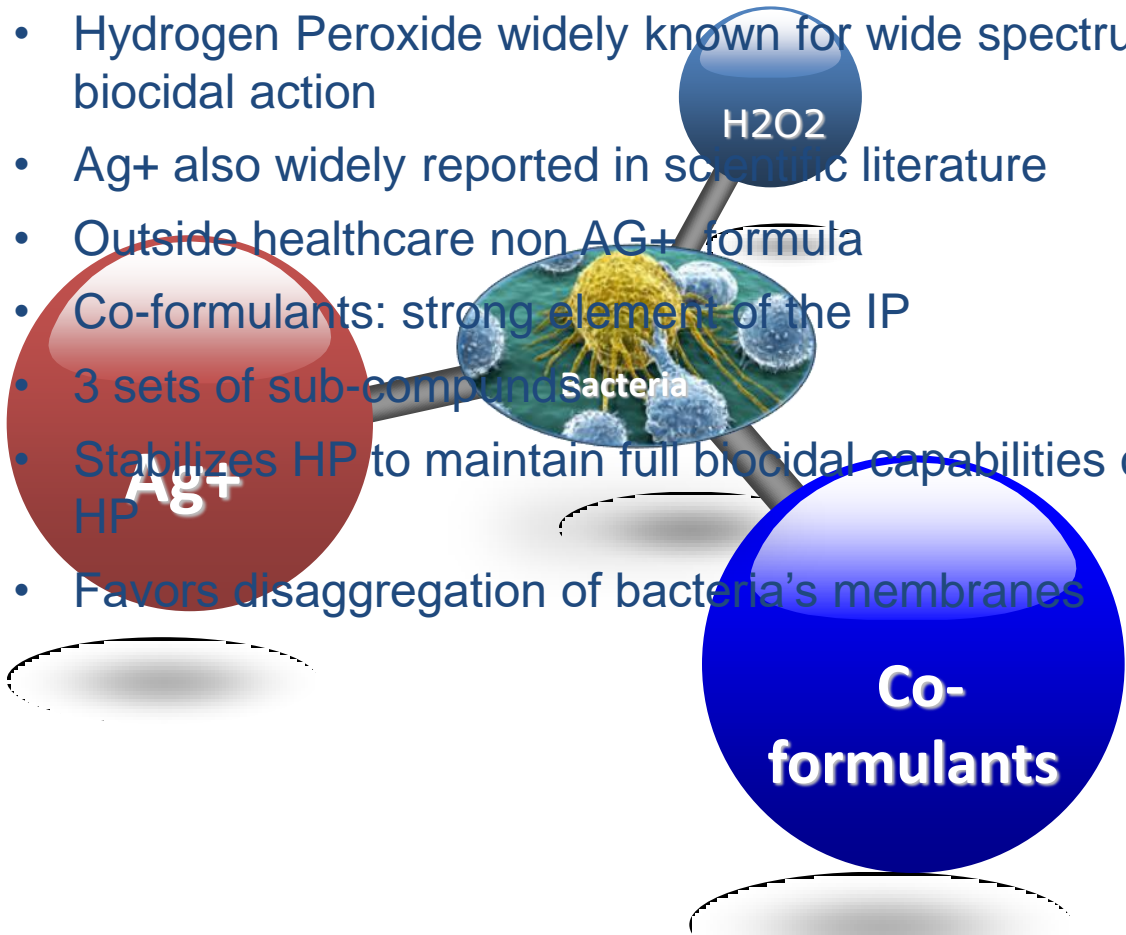 • Hydrogen Peroxide widely known for wide spectru
biocidal action
• Ag+ also widely reported in scientific literature
• Outside healthcare non AG+ formula
• Co-formulants: strong element of the IP
• 3 sets of sub-compunds
• Stabilizes HP to maintain full biocidal capabilities
HP
• Favors disaggregation of bacteria’s membranes
H2O2
Bacteria
Ag+
Co-
formulants